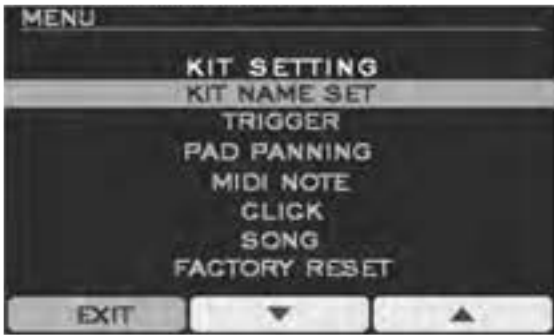 MENU
KIT SETTING
KIT NAME SET
TRIGGER
PAD PANNING
MIDI NOTE
CLICK
SONG
FACTORY RESET
EXIT ▼ ▲